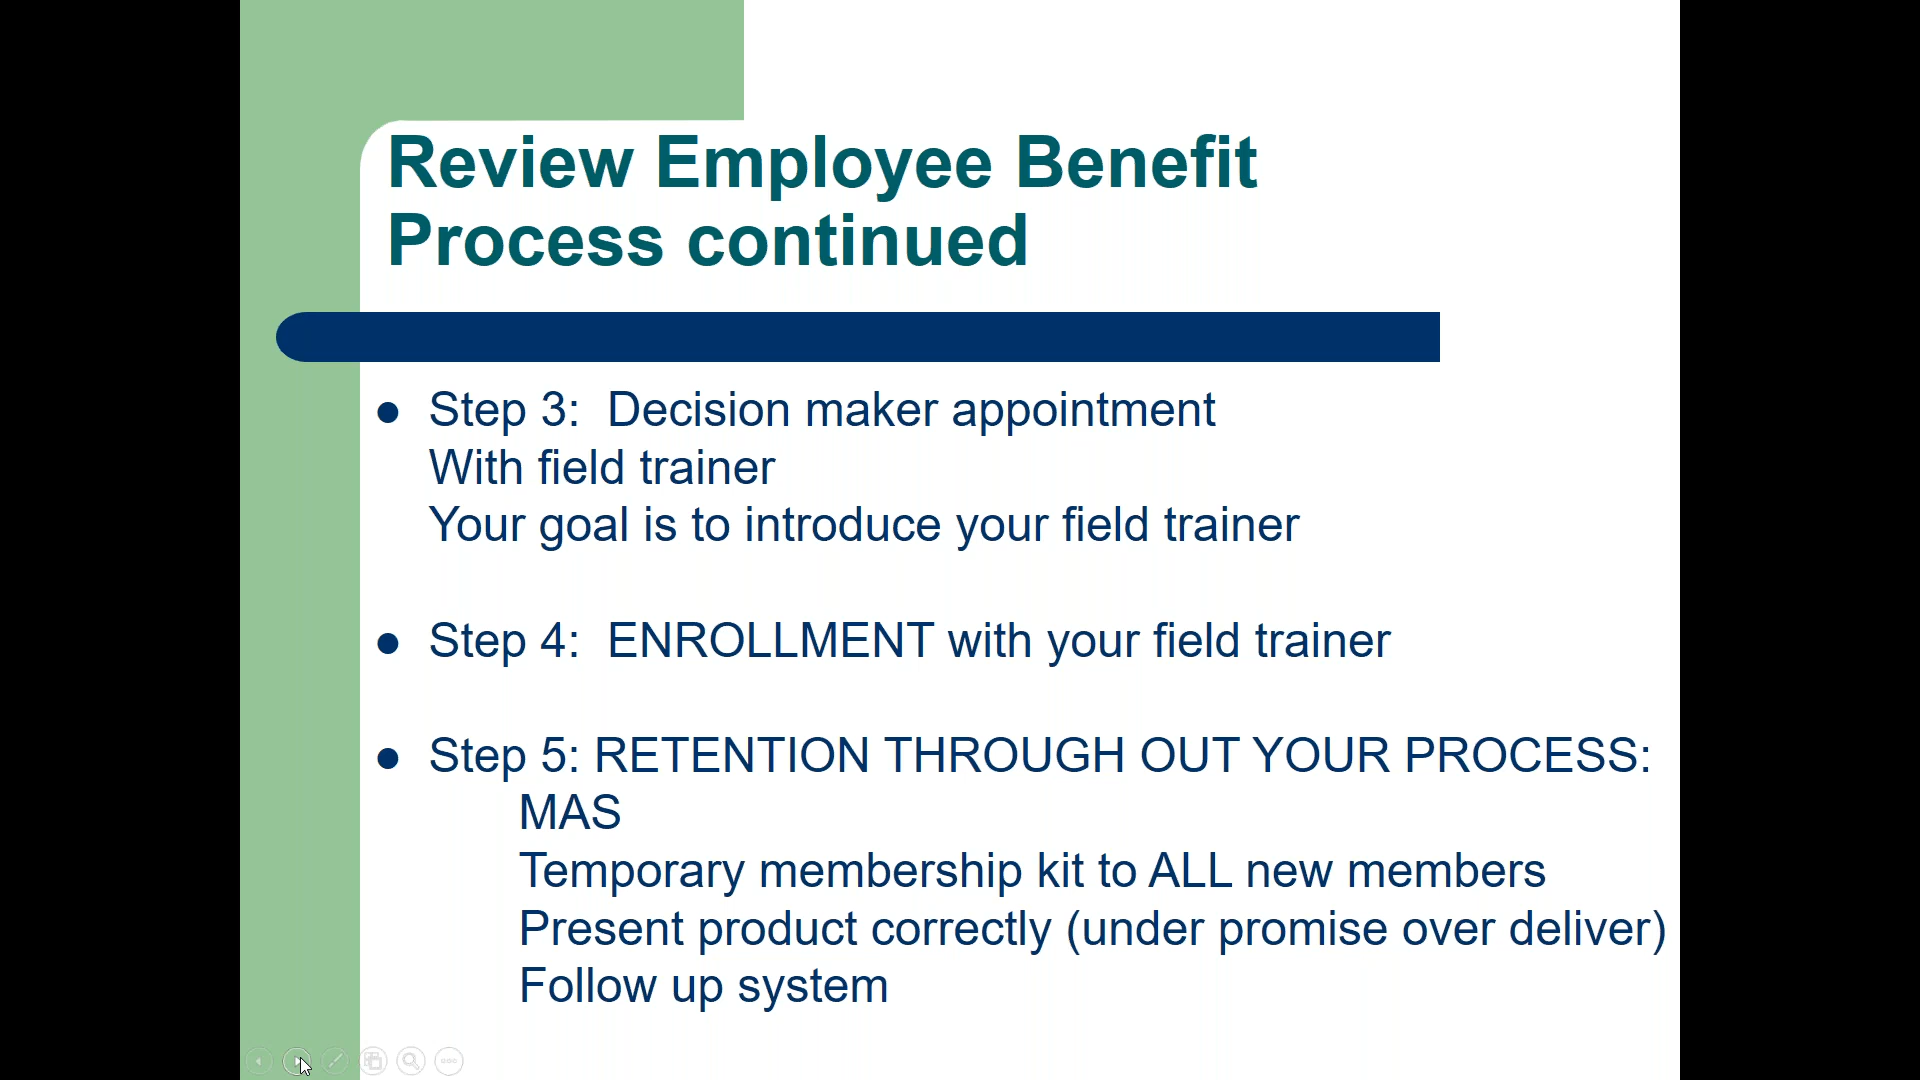 Review Employee Benefit
Process continued
● Step 3:  Decision maker appointment
With field trainer
Your goal is to introduce your field trainer
● Step 4:  ENROLLMENT with your field trainer
● Step 5: RETENTION THROUGH OUT YOUR PROCESS:
MAS
Temporary membership kit to ALL new members
Present product correctly (under promise over deliver)
Follow up system